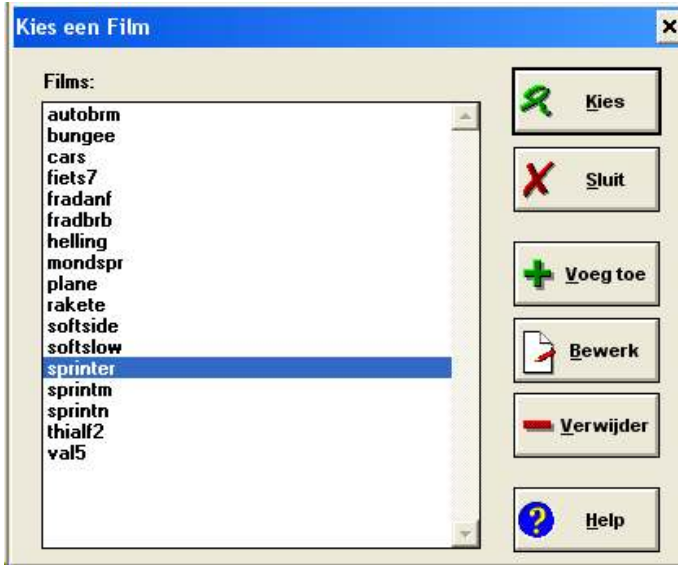 Kies een Film
Films:
autobrm
bungee
cars
fiets7
fradanf
fradbrb
helling
mondspr
plane
rakete
softside
softslow
sprinter
sprintm
sprintn
thialf2
val5
Kies
Sluit
Voeg toe
Bewerk
Verwijder
Help